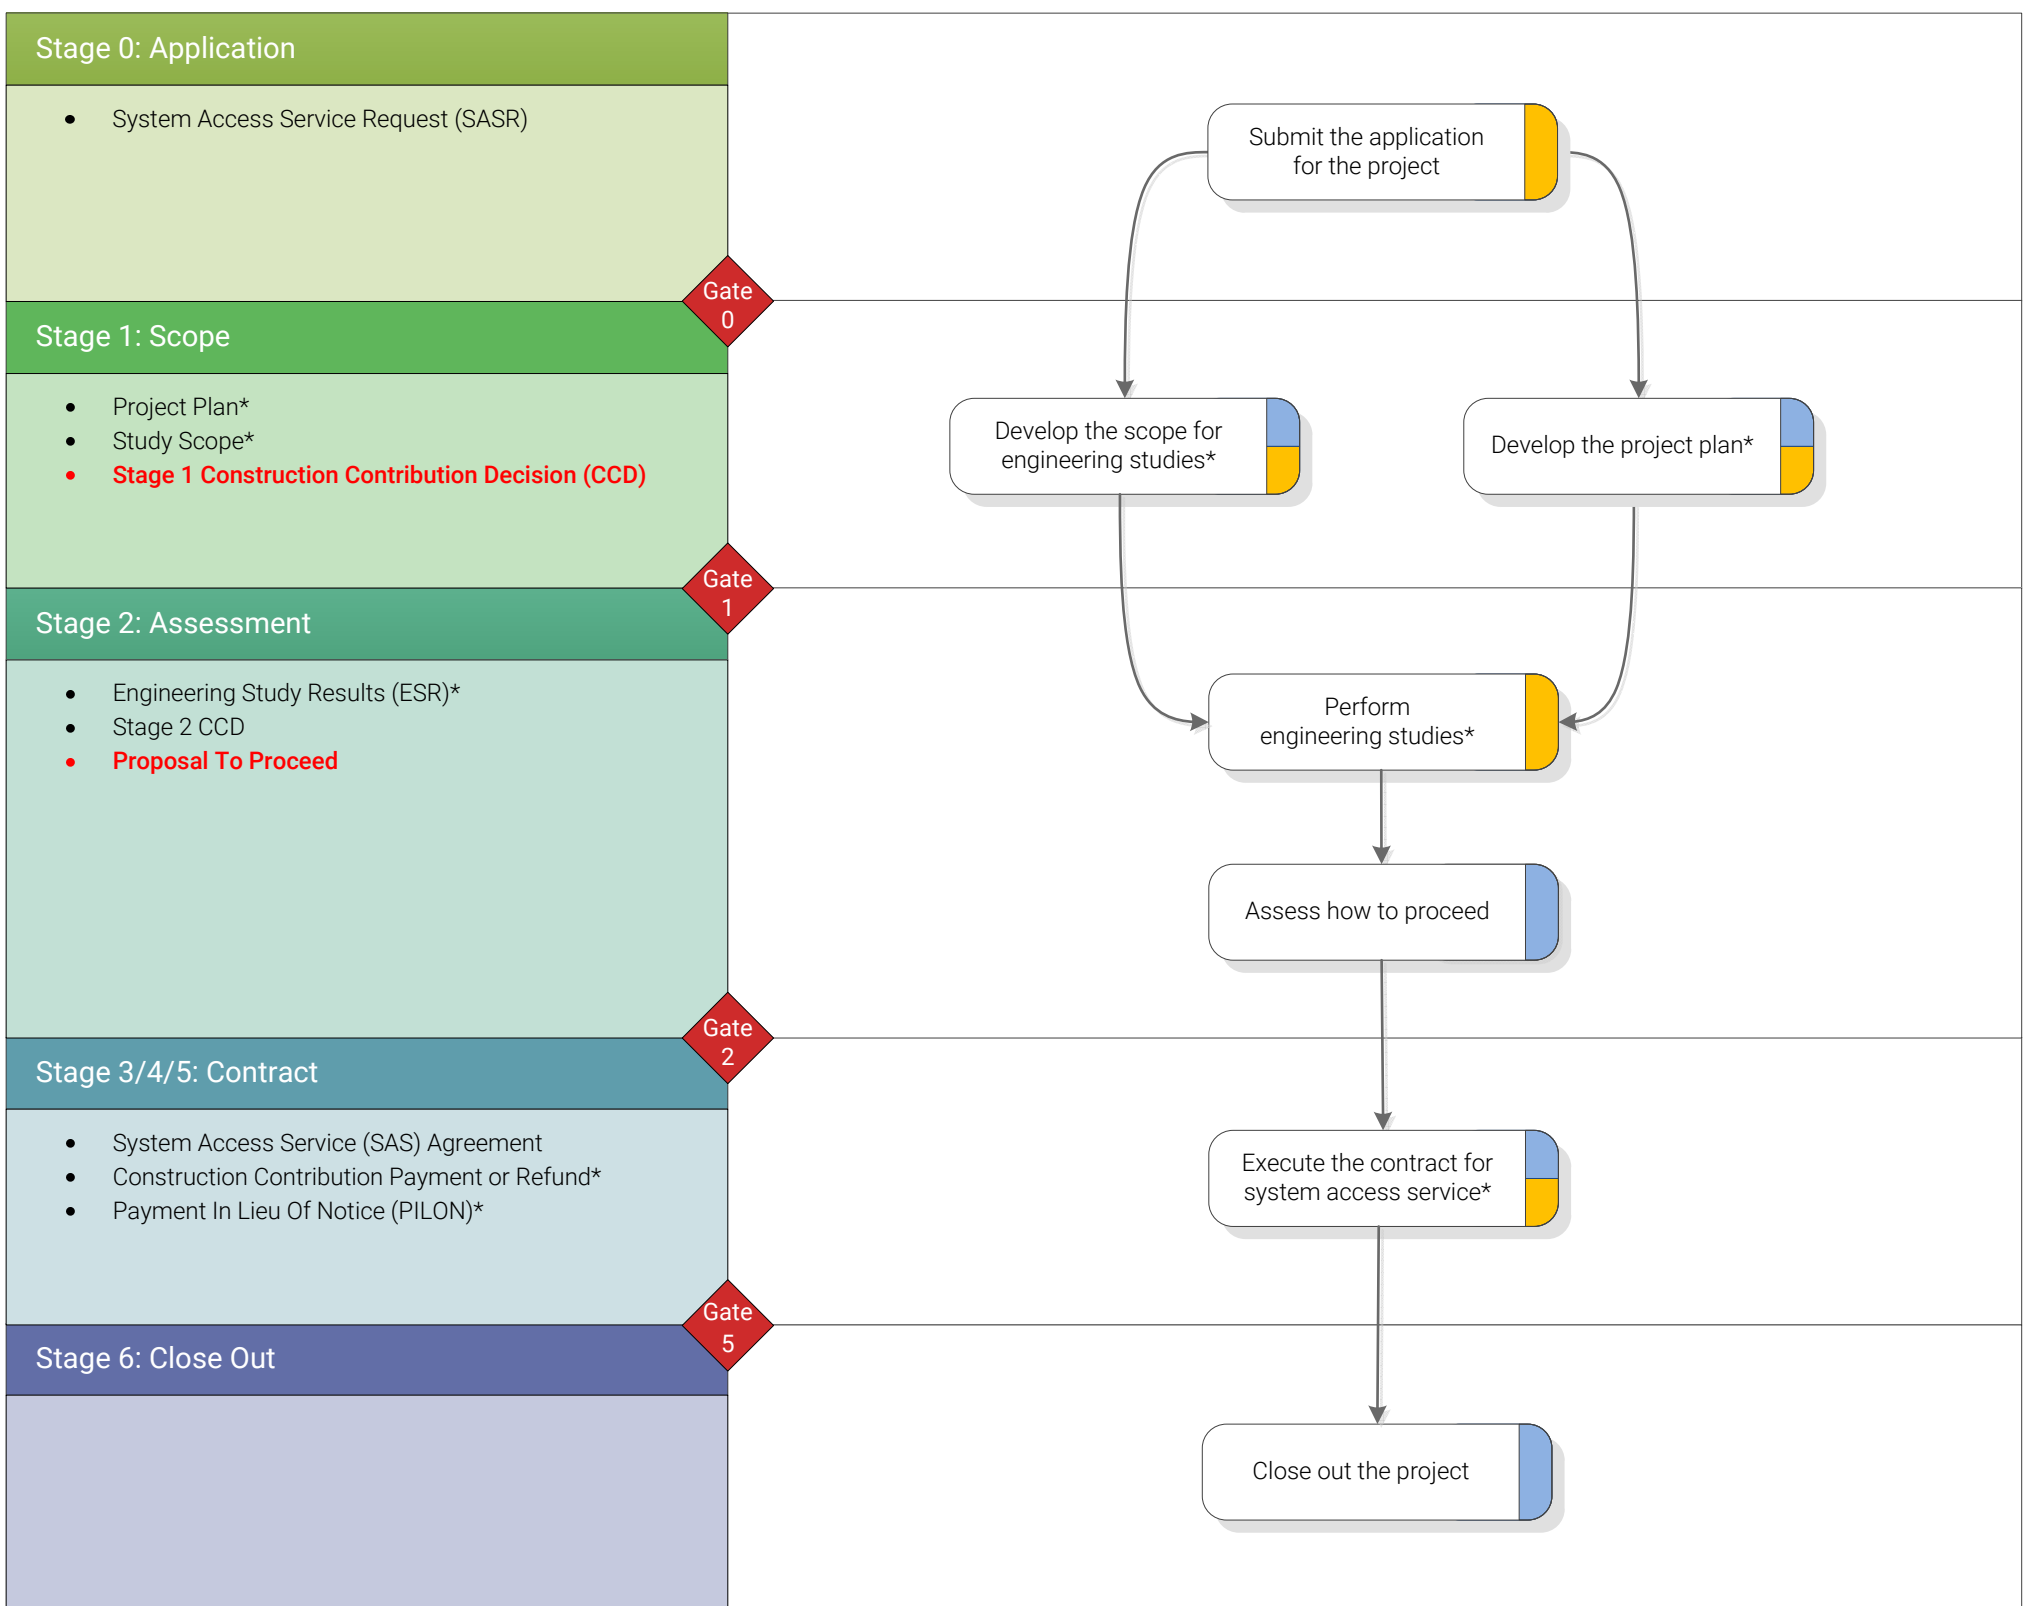 Stage 0: Application
• System Access Service Request (SASR)
Submit the application
for the project
Gate
0
Stage 1: Scope
• Project Plan*
• Study Scope*
• Stage 1 Construction Contribution Decision (CCD)
Develop the scope for
engineering studies*
Develop the project plan*
Gate
1
Stage 2: Assessment
• Engineering Study Results (ESR)*
• Stage 2 CCD
• Proposal To Proceed
Perform
engineering studies*
Assess how to proceed
Gate
2
Stage 3/4/5: Contract
• System Access Service (SAS) Agreement
• Construction Contribution Payment or Refund*
• Payment In Lieu Of Notice (PILON)*
Execute the contract for
system access service*
Gate
5
Stage 6: Close Out
Close out the project